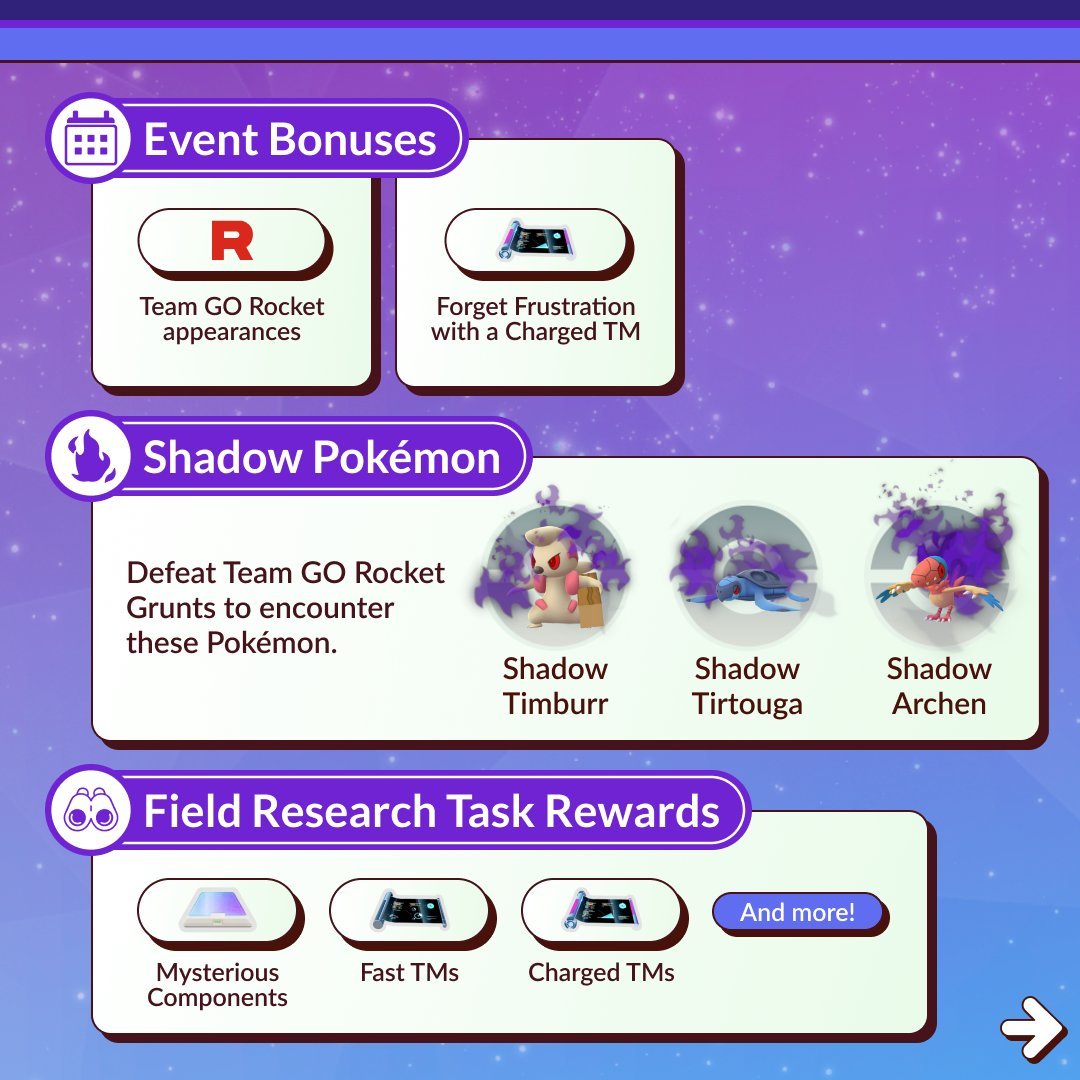 Event Bonuses
R
Team GO Rocket
appearances
Forget Frustration
with a Charged TM
Shadow Pokémon
Defeat Team GO Rocket
Grunts to encounter
these Pokémon.
Shadow
Timburr
Shadow
Tirtouga
Shadow
Archen
Field Research Task Rewards
Mysterious
Components
Fast TMs
Charged TMs
And more!